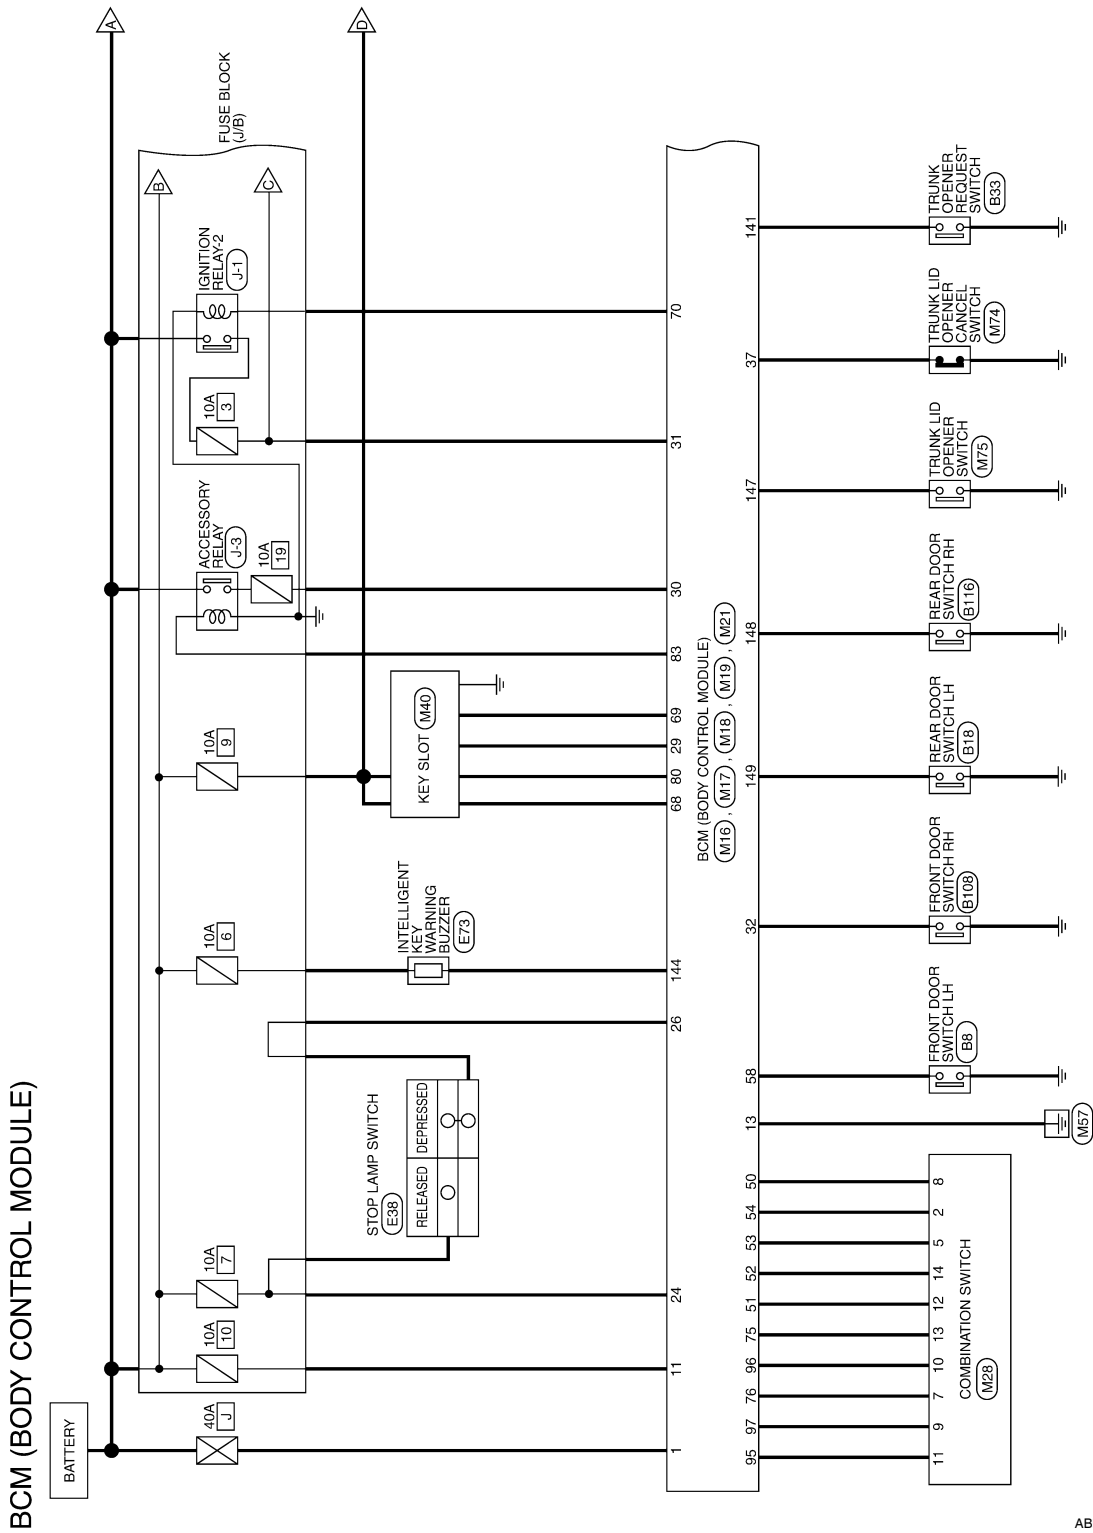 BCM (BODY CONTROL MODULE)
BATTERY
A
D
FUSE BLOCK
(J/B)
B
C
40A
J
10A
10
10A
7
10A
6
10A
9
ACCESSORY
RELAY
J-3
10A
19
10A
3
IGNITION
RELAY-2
J-1
STOP LAMP SWITCH
E38
RELEASED
DEPRESSED
INTELLIGENT
KEY
WARNING
BUZZER
E73
KEY SLOT
M40
1
11
24
26
144
68
80
29
69
83
30
31
70
BCM (BODY CONTROL MODULE)
M16 , M17 , M18 , M19 , M21
95
97
76
96
75
51
52
53
54
50
13
58
32
149
148
147
37
141
11
9
7
10
13
12
14
5
2
8
COMBINATION SWITCH
M28
M57
FRONT DOOR
SWITCH LH
B8
FRONT DOOR
SWITCH RH
B108
REAR DOOR
SWITCH LH
B18
REAR DOOR
SWITCH RH
B116
TRUNK LID
OPENER
SWITCH
M75
TRUNK LID
OPENER
CANCEL
SWITCH
M74
TRUNK
OPENER
REQUEST
SWITCH
B33
AB